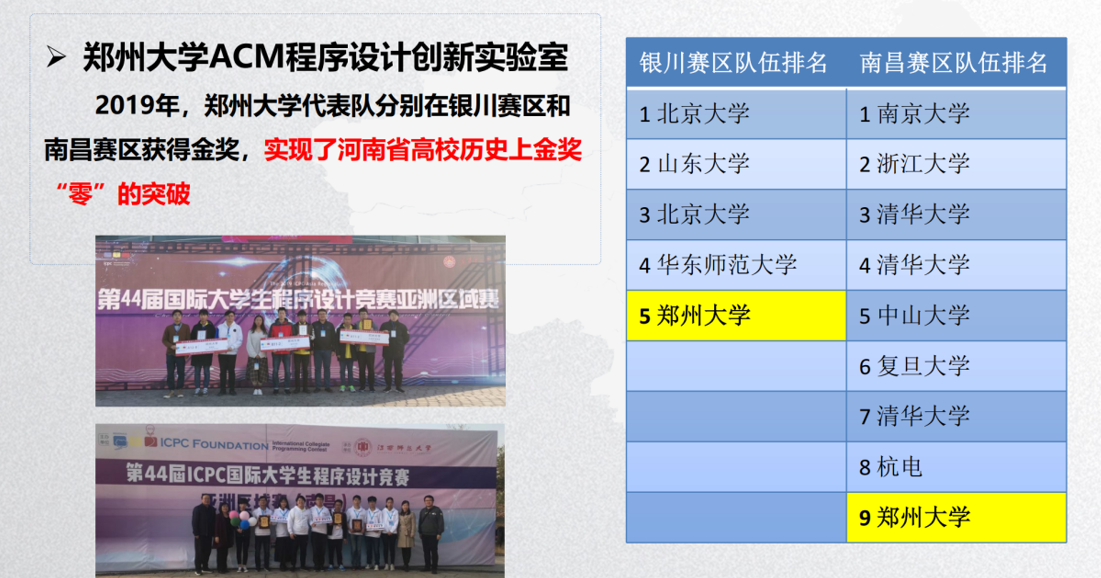 郑州大学ACM程序设计创新实验室
2019年，郑州大学代表队分别在银川赛区和
南昌赛区获得金奖，实现了河南省高校历史上金奖
“零”的突破
第44届国际大学生程序设计竞赛亚洲区域赛
ICPC FOUNDATION
International Collegiate
Programming Contest
江西师范大学
第44届ICPC国际大学生程序设计竞赛
银川赛区队伍排名 南昌赛区队伍排名
1 北京大学 1 南京大学
2 山东大学 2 浙江大学
3 北京大学 3 清华大学
4 华东师范大学 4 清华大学
5 郑州大学 5 中山大学
6 复旦大学
7 清华大学
8 杭电
9 郑州大学